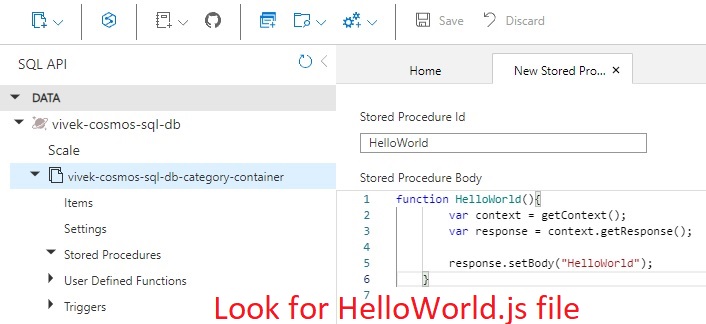 Save
Discard
SQL API
Home
New Stored Pro...
DATA
vivek-cosmos-sql-db
Scale
vivek-cosmos-sql-db-category-container
Items
Settings
Stored Procedures
User Defined Functions
Triggers
Stored Procedure Id
HelloWorld
Stored Procedure Body
1 function HelloWorld(){
2 var context = getContext();
3 var response = context.getResponse();
4
5 response.setBody("HelloWorld");
6 }
7
Look for HelloWorld.js file